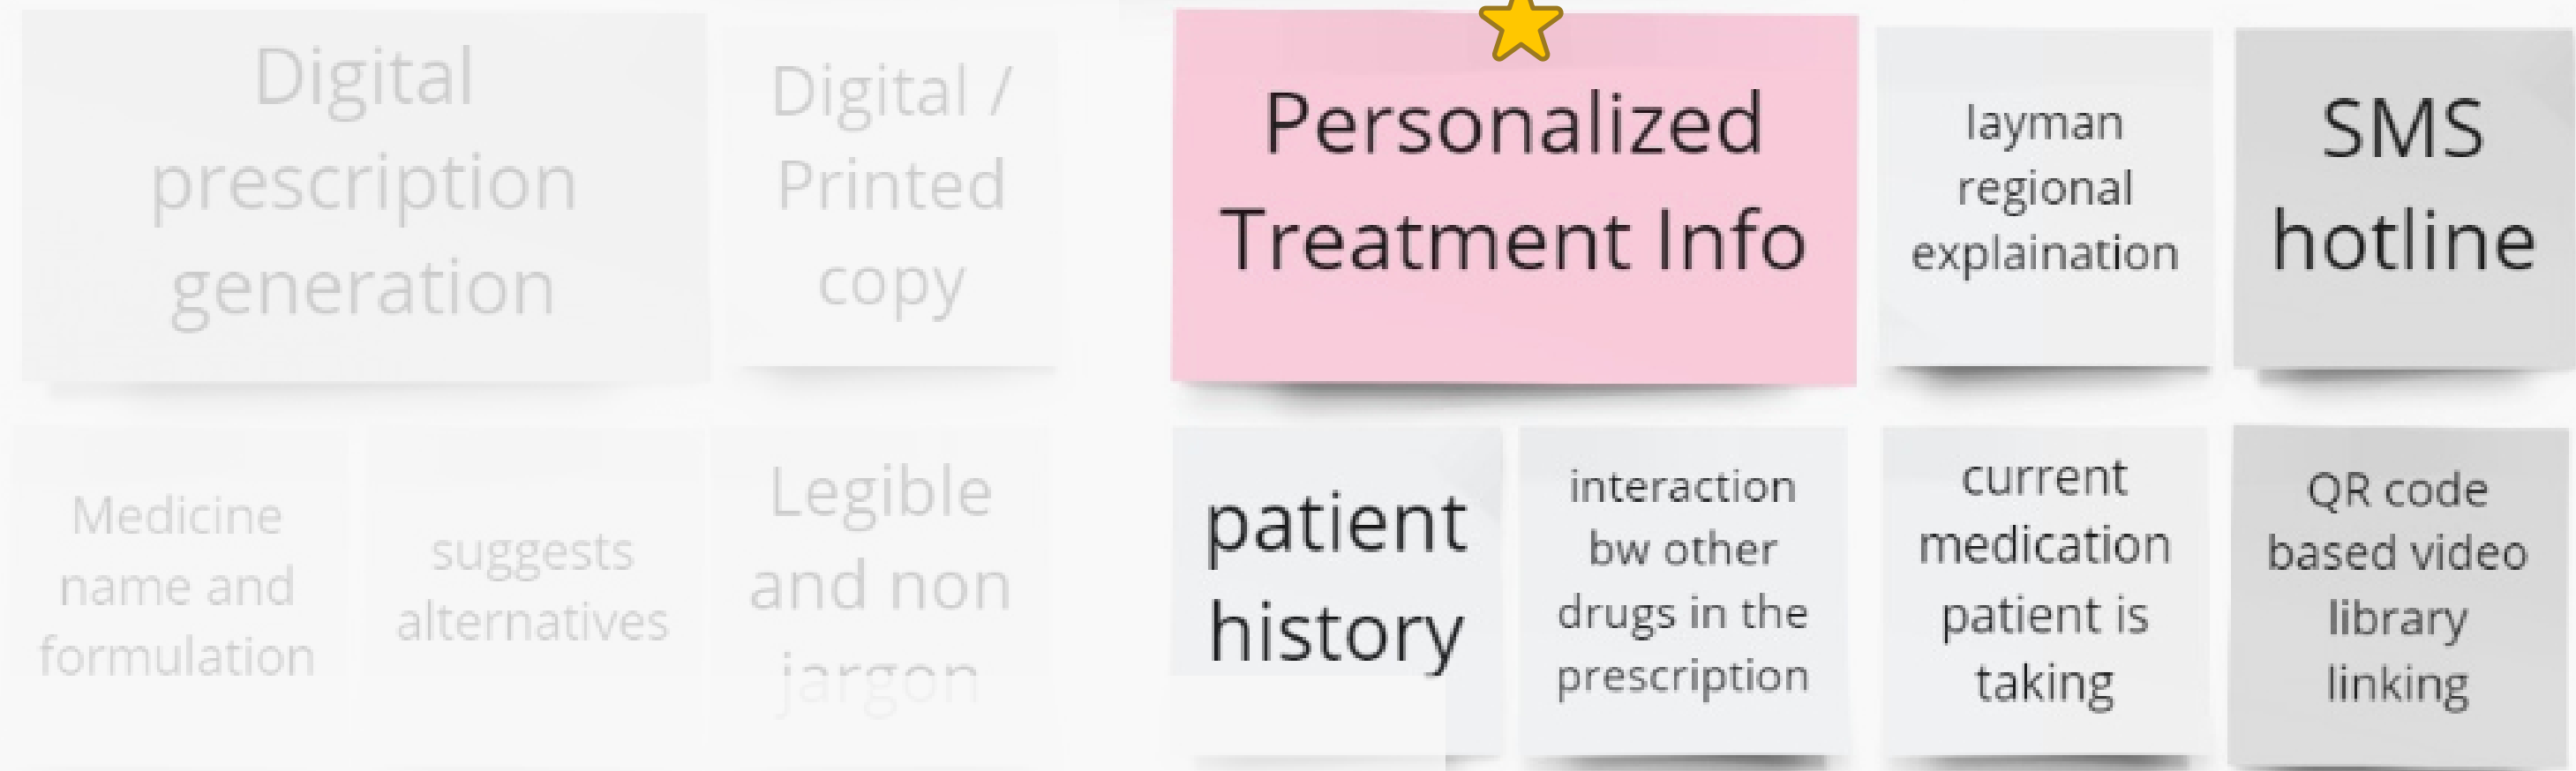 Digital
prescription
generation
Digital /
Printed
copy
Medicine
name and
formulation
suggests
alternatives
Legible
and non
jargon
Personalized
Treatment Info
layman
regional
explaination
SMS
hotline
patient
history
interaction
bw other
drugs in the
prescription
current
medication
patient is
taking
QR code
based video
library
linking